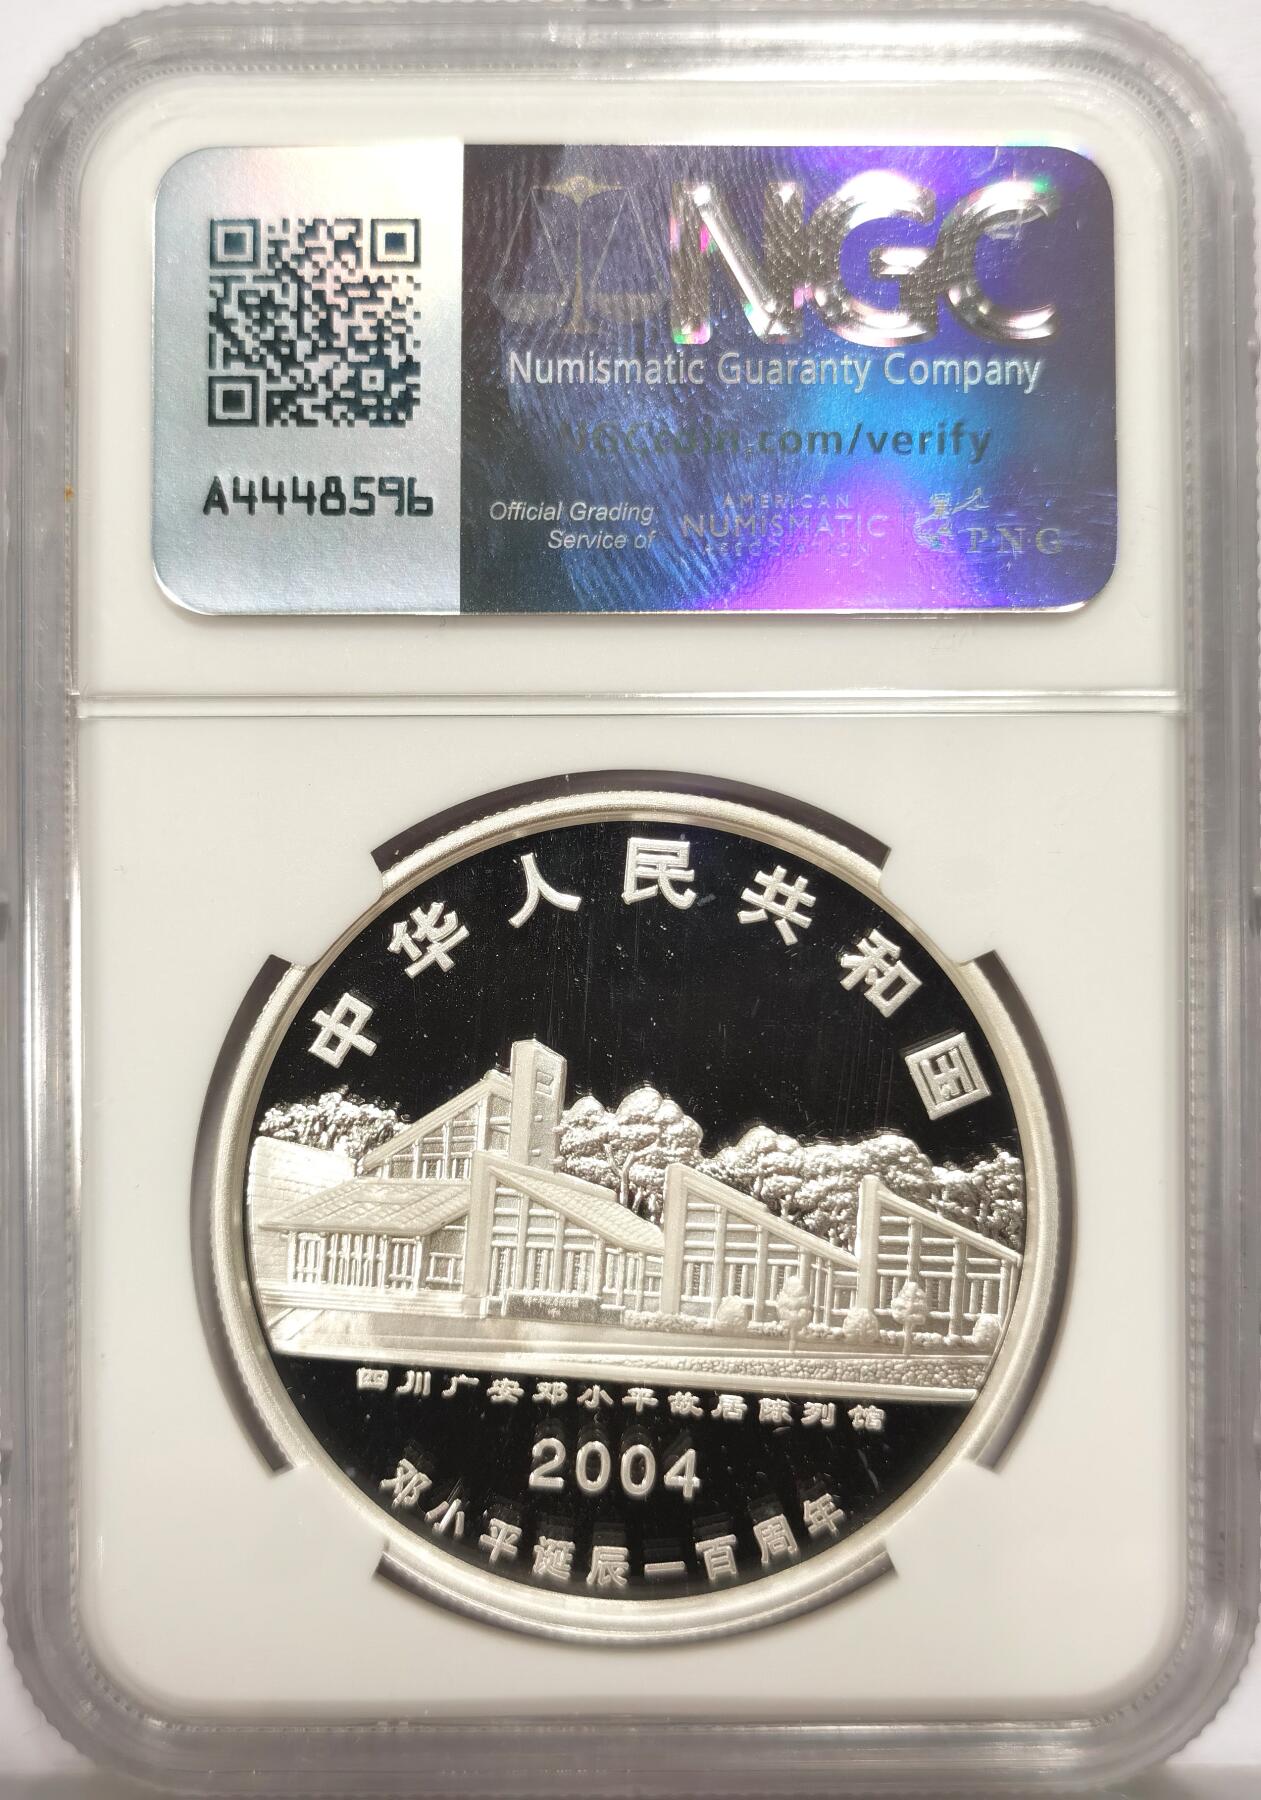 NGC
Numismatic Guaranty Company
NGCcoin.com/verify
A4448596
Official Grading
Service of
AMERICAN
NUMISMATIC
ASSOCIATION
PNG
中华人民共和国
四川广安邓小平故居陈列馆
2004
邓小平诞辰一百周年